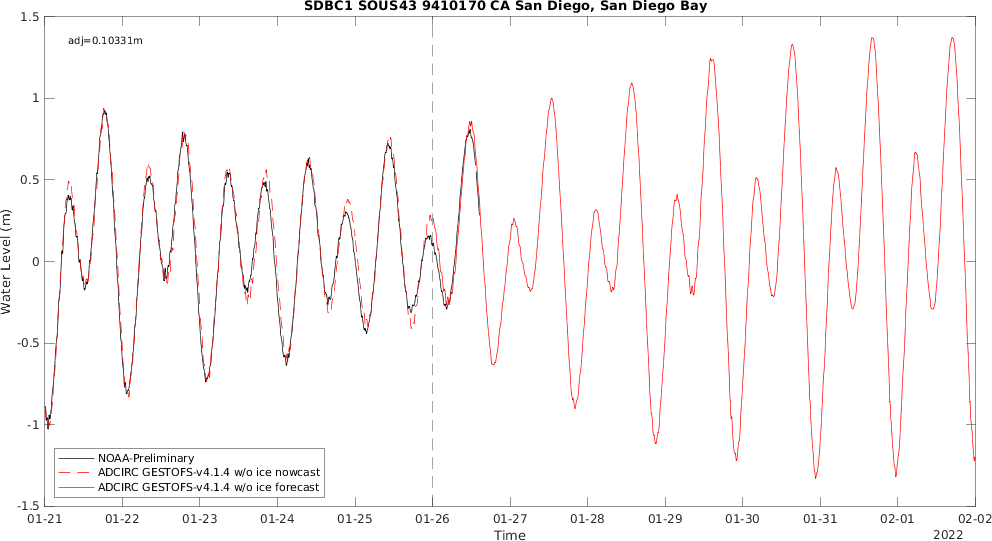 SDBC1 SOUS43 9410170 CA San Diego, San Diego Bay
adj=0.10331m
1.5
1
0.5
0
-0.5
-1
-1.5
Water Level (m)
NOAA-Preliminary
ADCIRC GESTOFS-v4.1.4 w/o ice nowcast
ADCIRC GESTOFS-v4.1.4 w/o ice forecast
01-21 01-22 01-23 01-24 01-25 01-26 01-27 01-28 01-29 01-30 01-31 02-01 02-02
Time
2022